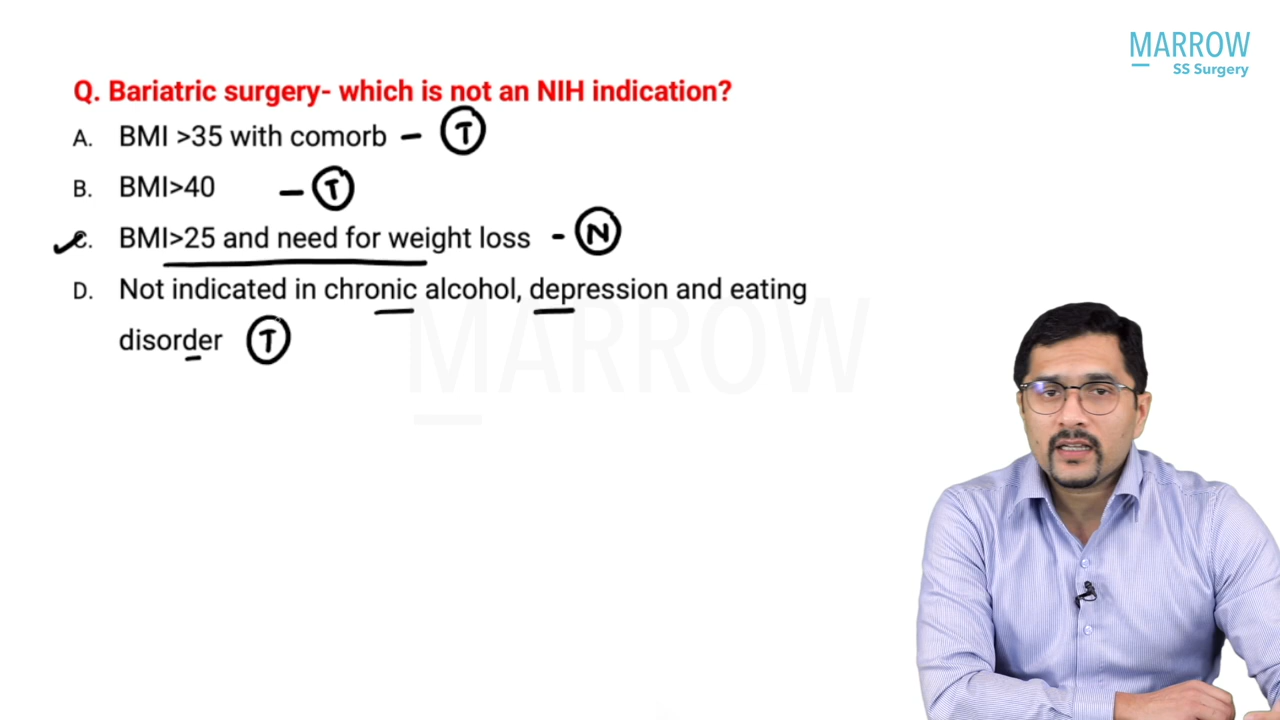 MARROW
SS Surgery
Q. Bariatric surgery- which is not an NIH indication?
A. BMI >35 with comorb - T
B. BMI>40 - T
C. BMI>25 and need for weight loss - N
D. Not indicated in chronic alcohol, depression and eating
disorder T
MARROW